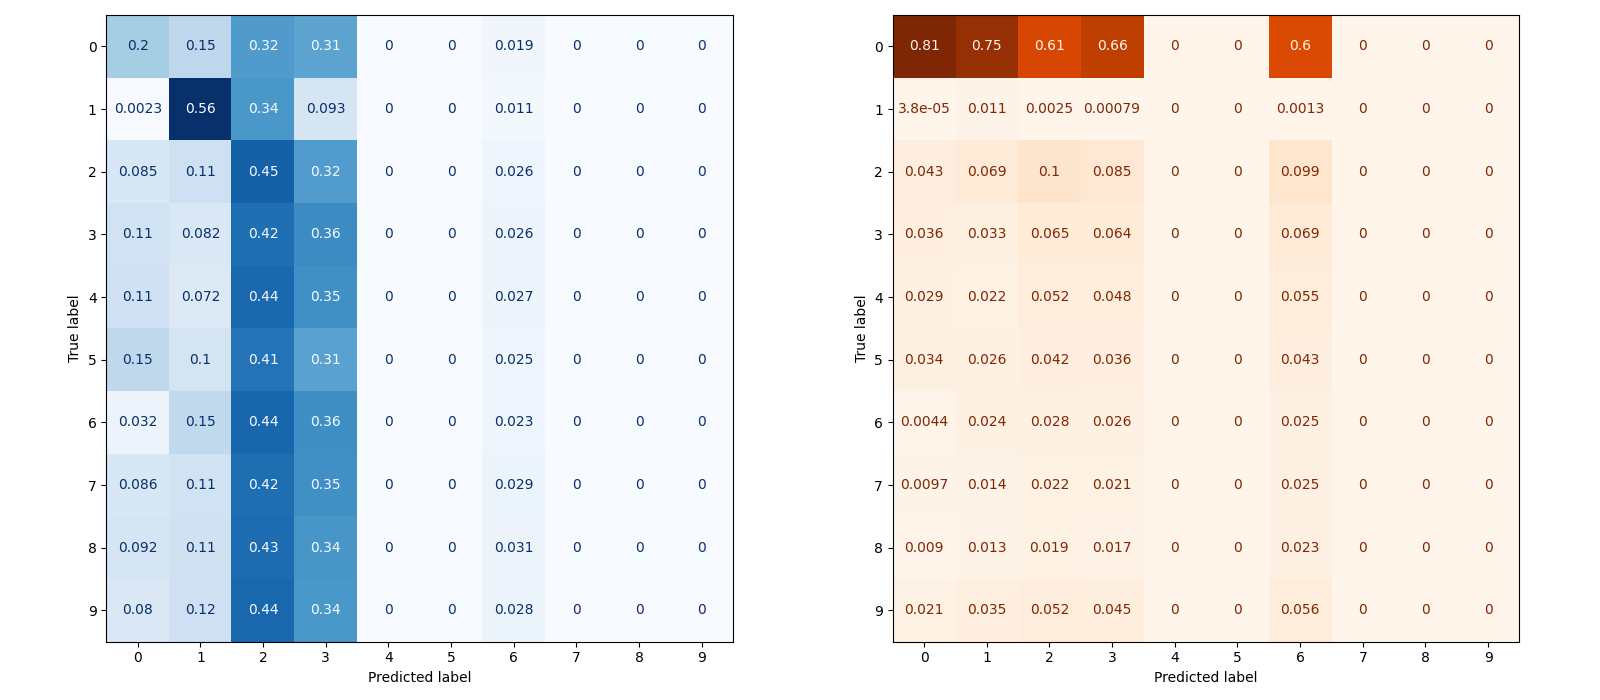 0 0.2 0.15 0.32 0.31 0 0 0.019 0 0 0
1 0.0023 0.56 0.34 0.093 0 0 0.011 0 0 0
2 0.085 0.11 0.45 0.32 0 0 0.026 0 0 0
3 0.11 0.082 0.42 0.36 0 0 0.026 0 0 0
4 0.11 0.072 0.44 0.35 0 0 0.027 0 0 0
5 0.15 0.1 0.41 0.31 0 0 0.025 0 0 0
6 0.032 0.15 0.44 0.36 0 0 0.023 0 0 0
7 0.086 0.11 0.42 0.35 0 0 0.029 0 0 0
8 0.092 0.11 0.43 0.34 0 0 0.031 0 0 0
9 0.08 0.12 0.44 0.34 0 0 0.028 0 0 0
0 1 2 3 4 5 6 7 8 9
True label
Predicted label
0 0.81 0.75 0.61 0.66 0 0 0.6 0 0 0
1 3.8e-05 0.011 0.0025 0.00079 0 0 0.0013 0 0 0
2 0.043 0.069 0.1 0.085 0 0 0.099 0 0 0
3 0.036 0.033 0.065 0.064 0 0 0.069 0 0 0
4 0.029 0.022 0.052 0.048 0 0 0.055 0 0 0
5 0.034 0.026 0.042 0.036 0 0 0.043 0 0 0
6 0.0044 0.024 0.028 0.026 0 0 0.025 0 0 0
7 0.0097 0.014 0.022 0.021 0 0 0.025 0 0 0
8 0.009 0.013 0.019 0.017 0 0 0.023 0 0 0
9 0.021 0.035 0.052 0.045 0 0 0.056 0 0 0
0 1 2 3 4 5 6 7 8 9
True label
Predicted label